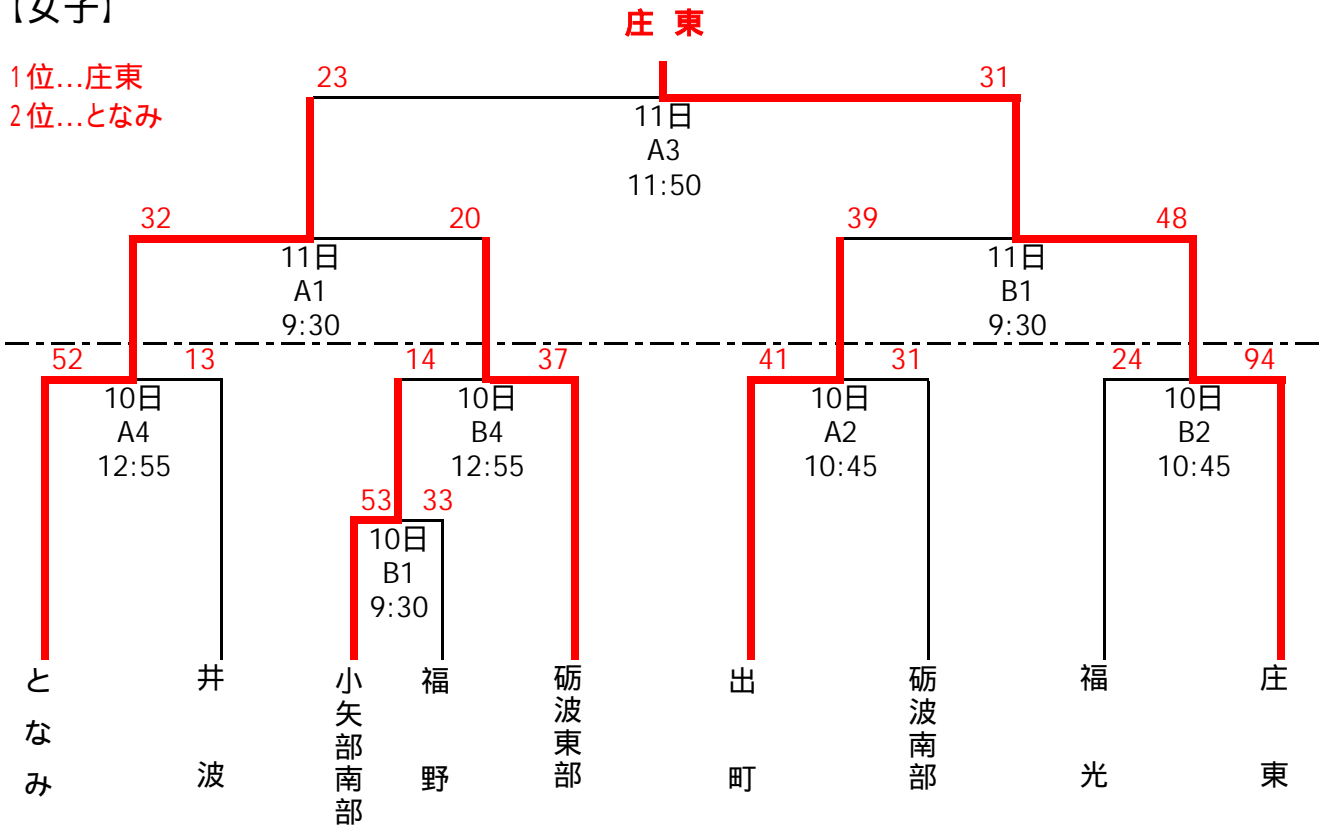 【女子】
庄 東
1位…庄東
2位…となみ
23
31
11日
A3
11:50
32
20
39
48
11日
A1
9:30
11日
B1
9:30
52
13
14
37
41
31
24
94
10日
A4
12:55
10日
B4
12:55
10日
A2
10:45
10日
B2
10:45
53
33
10日
B1
9:30
となみ
井波
小矢部南部
福野
砺波東部
出町
砺波南部
福光
庄東